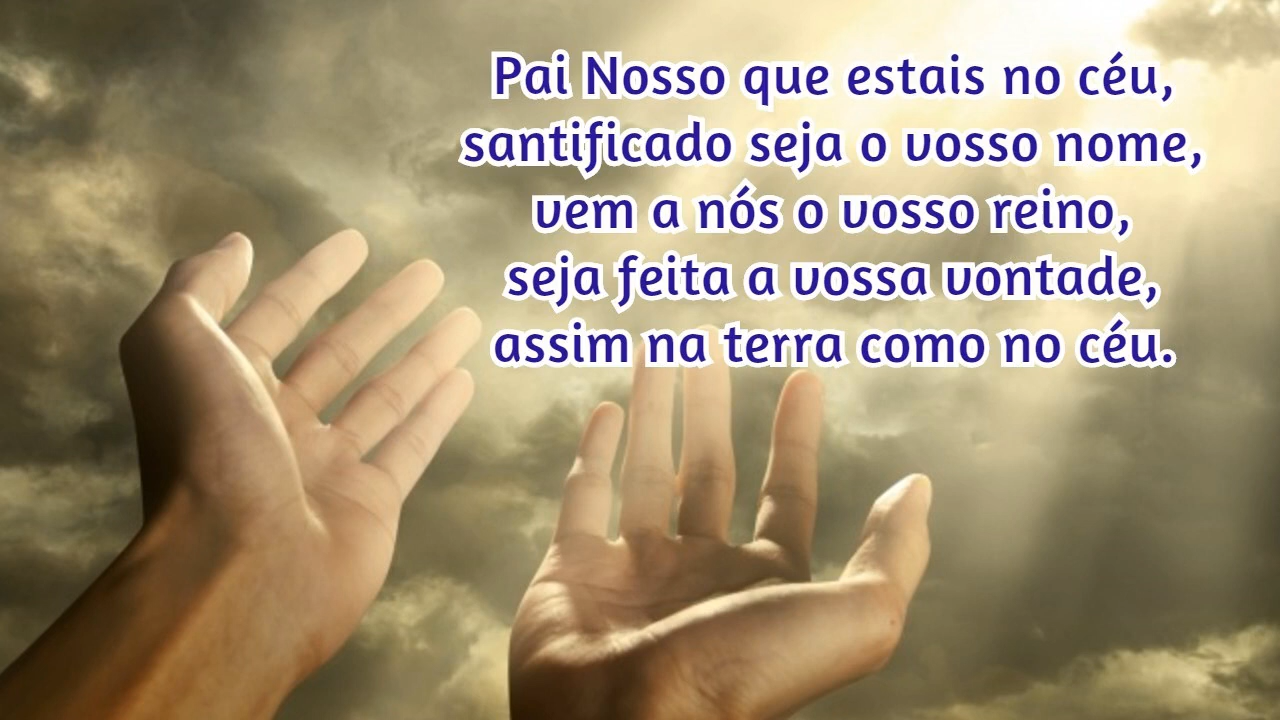 Pai Nosso que estais no céu,
santificado seja o vosso nome,
vem a nós o vosso reino,
seja feita a vossa vontade,
assim na terra como no céu.